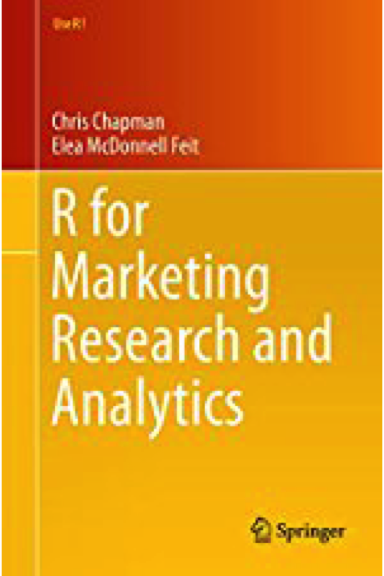 Use R!
Chris Chapman
Elea McDonnell Feit
R for
Marketing
Research and
Analytics
Springer